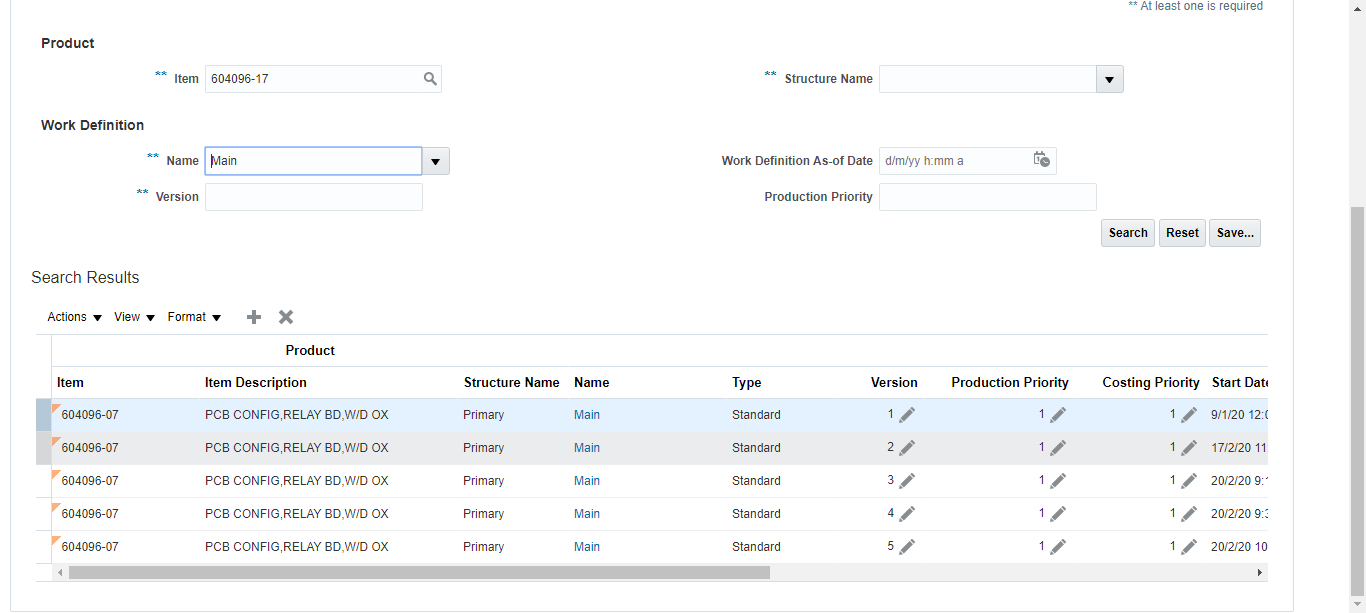 ** At least one is required
Product
** Item 604096-17 ** Structure Name
Work Definition
** Name Main Work Definition As-of Date d/m/yy h:mm a
** Version Production Priority
Search Reset Save...
Search Results
Actions View Format
Product
Item Item Description Structure Name Name Type Version Production Priority Costing Priority Start Date
604096-07 PCB CONFIG,RELAY BD,W/D OX Primary Main Standard 1 1 1 9/1/20 12:0
604096-07 PCB CONFIG,RELAY BD,W/D OX Primary Main Standard 2 1 1 17/2/20 11
604096-07 PCB CONFIG,RELAY BD,W/D OX Primary Main Standard 3 1 1 20/2/20 9:1
604096-07 PCB CONFIG,RELAY BD,W/D OX Primary Main Standard 4 1 1 20/2/20 9:3
604096-07 PCB CONFIG,RELAY BD,W/D OX Primary Main Standard 5 1 1 20/2/20 10